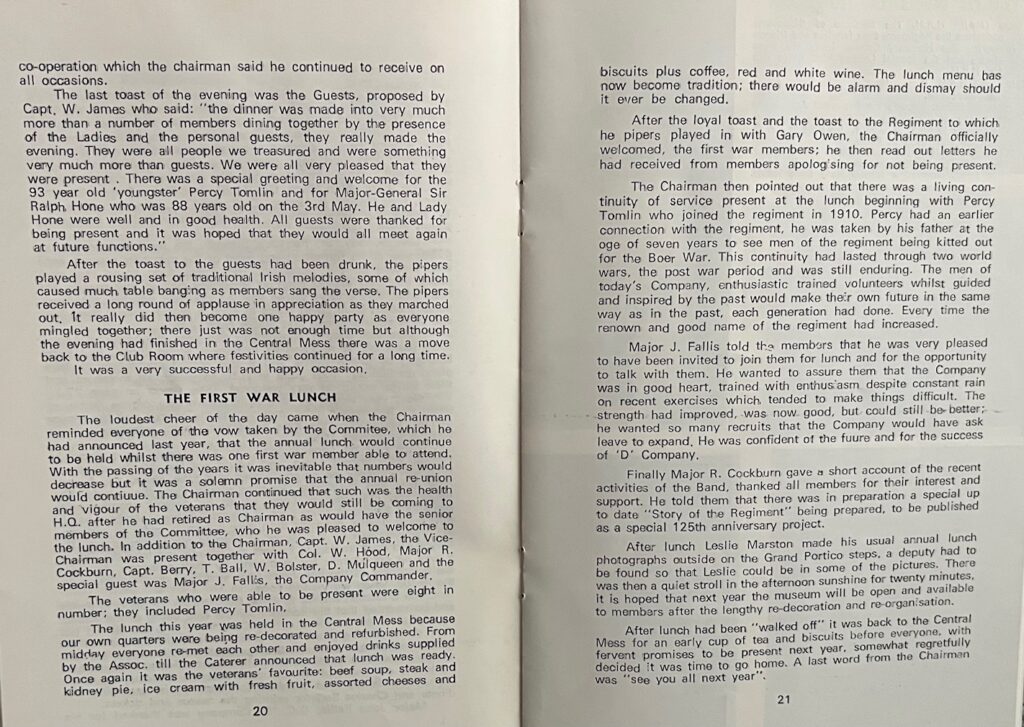 co-operation which the chairman said he continued to receive on
all occasions.
The last toast of the evening was the Guests, proposed by
Capt. W. James who said: "the dinner was made into very much
more than a number of members dining together by the presence
of the Ladies and the personal guests, they really made the
evening. They were all people we treasured and were something
very much more than guests. We were all very pleased that they
were present . There was a special greeting and welcome for the
93 year old 'youngster' Percy Tomlin and for Major-General Sir
Ralph Hone who was 88 years old on the 3rd May. He and Lady
Hone were well and in good health. All guests were thanked for
being present and it was hoped that they would all meet again
at future functions."
After the toast to the guests had been drunk, the pipers
played a rousing set of traditional Irish melodies, some of which
caused much table banging as members sang the verse. The pipers
received a long round of applause in appreciation as they marched
out. It really did then become one happy party as everyone
mingled together; there just was not enough time but although
the evening had finished in the Central Mess there was a move
back to the Club Room where festivities continued for a long time.
It was a very successful and happy occasion.
THE FIRST WAR LUNCH
The loudest cheer of the day came when the Chairman
reminded everyone of the vow taken by the Commitee, which he
had announced last year, that the annual lunch would continue
to be held whilst there was one first war member able to attend.
With the passing of the years it was inevitable that numbers would
decrease but it was a solemn promise that the annual re-union
would contiuue. The Chairman continued that such was the health
and vigour of the veterans that they would still be coming to
H.Q. after he had retired as Chairman as would have the senior
members of the Committee, who he was pleased to welcome to
the lunch. In addition to the Chairman, Capt. W. James, the Vice-
Chairman was present together with Col. W. Hood, Major R.
Cockburn, Capt. Berry, T. Ball, W. Bolster, D. Mulqueen and the
special guest was Major J. Fallis, the Company Commander.
The veterans who were able to be present were eight in
number; they included Percy Tomlin.
The lunch this year was held in the Central Mess because
our own quarters were being re-decorated and refurbished. From
midday everyone re-met each other and enjoyed drinks supplied
by the Assoc. till the Caterer announced that lunch was ready.
Once again it was the veterans' favourite: beef soup, steak and
kidney pie, ice cream with fresh fruit, assorted cheeses and
20
biscuits plus coffee, red and white wine. The lunch menu has
now become tradition; there would be alarm and dismay should
it ever be changed.
After the loyal toast and the toast to the Regiment to which
he pipers played in with Gary Owen, the Chairman officially
welcomed, the first war members; he then read out letters he
had received from members apologising for not being present.
The Chairman then pointed out that there was a living con-
tinuity of service present at the lunch beginning with Percy
Tomlin who joined the regiment in 1910. Percy had an earlier
connection with the regiment, he was taken by his father at the
oge of seven years to see men of the regiment being kitted out
for the Boer War. This continuity had lasted through two world
wars, the post war period and was still enduring. The men of
today's Company, enthusiastic trained volunteers whilst guided
and inspired by the past would make their own future in the same
way as in the past, each generation had done. Every time the
renown and good name of the regiment had increased.
Major J. Fallis told the members that he was very pleased
to have been invited to join them for lunch and for the opportunity
to talk with them. He wanted to assure them that the Company
was in good heart, trained with enthusiasm despite constant rain
on recent exercises which tended to make things difficult. The
strength had improved, was now good, but could still be better;
he wanted so many recruits that the Company would have ask
leave to expand. He was confident of the fuure and for the success
of 'D' Company.
Finally Major R. Cockburn gave a short account of the recent
activities of the Band, thanked all members for their interest and
support. He told them that there was in preparation a special up
to date "Story of the Regiment" being prepared, to be published
as a special 125th anniversary project.
After lunch Leslie Marston made his usual annual lunch
photographs outside on the Grand Portico steps, a deputy had to
be found so that Leslie could be in some of the pictures. There
was then a quiet stroll in the afternoon sunshine for twenty minutes,
it is hoped that next year the museum will be open and available
to members after the lengthy re-decoration and re-organisation.
After lunch had been "walked off" it was back to the Central
Mess for an early cup of tea and biscuits before everyone, with
fervent promises to be present next year, somewhat regretfully
decided it was time to go home. A last word from the Chairman
was "see you all next year".
21